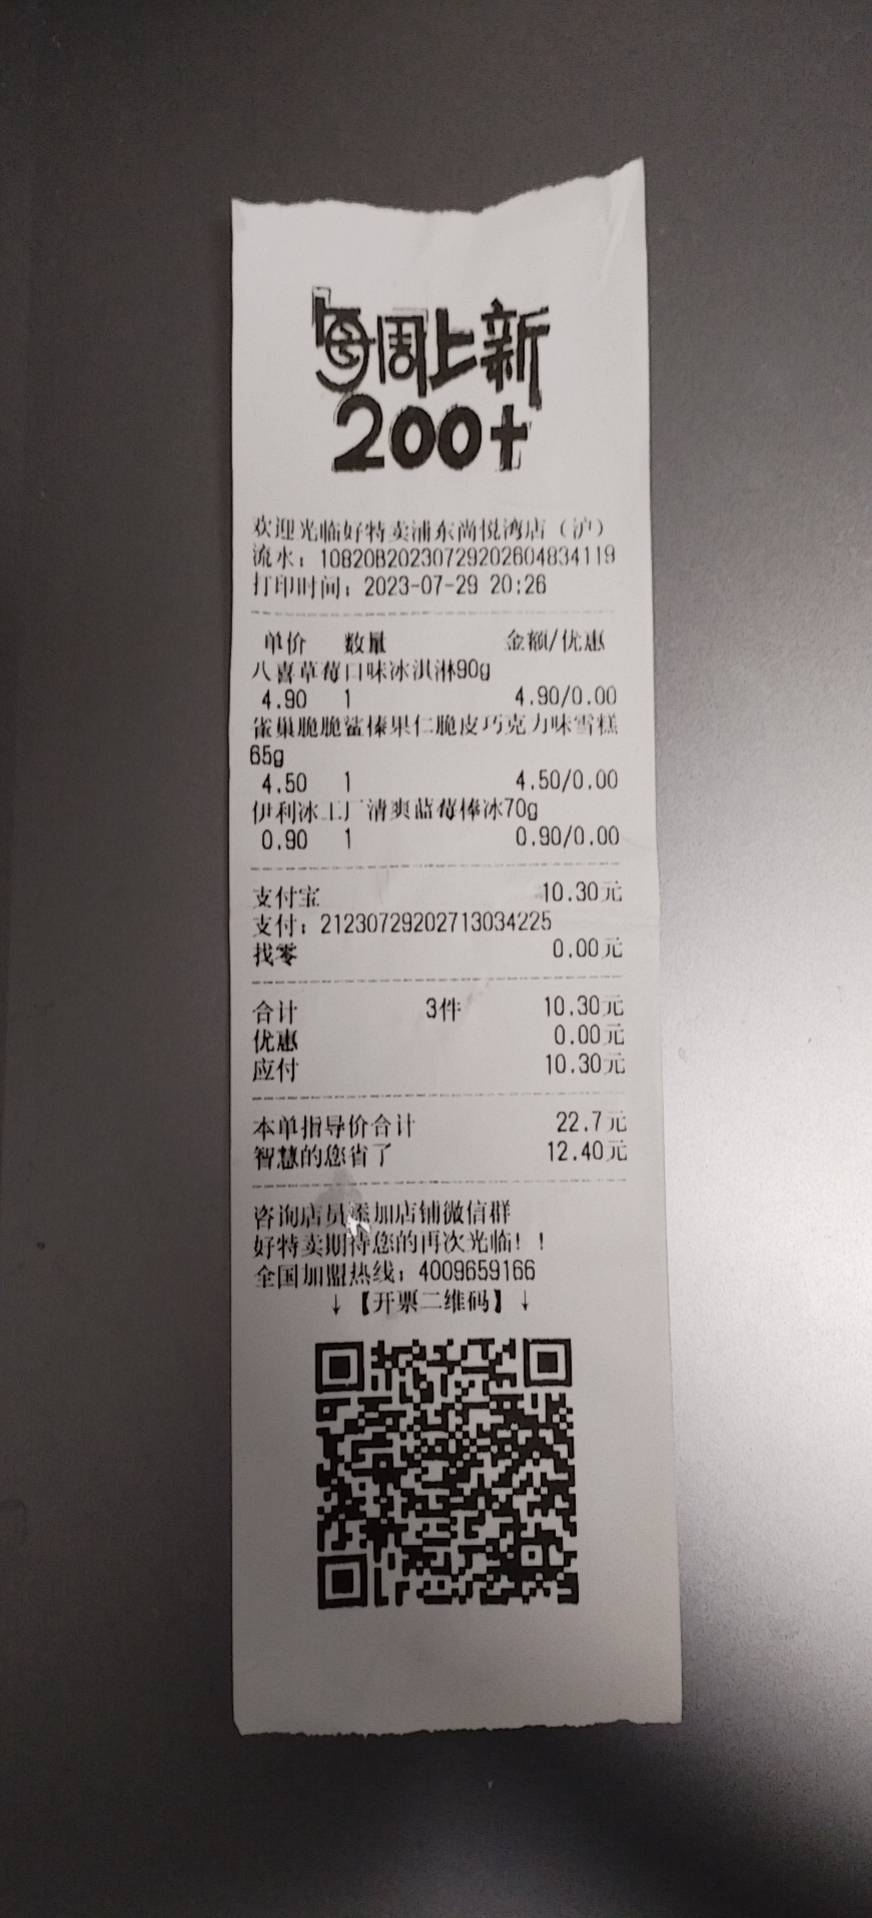 每周上新
200+
欢迎光临好特卖浦东尚悦湾店（沪）
流水：10820B20230729202604834119
打印时间：2023-07-29 20:26
单价 数量 金额/优惠
八喜草莓口味冰淇淋90g
4.90 1 4.90/0.00
雀巢脆脆鲨榛果仁脆皮巧克力味雪糕
65g
4.50 1 4.50/0.00
伊利冰工厂清爽蓝莓棒冰70g
0.90 1 0.90/0.00
支付宝 10.30元
支付：21230729202713034225
找零 0.00元
合计 3件 10.30元
优惠 0.00元
应付 10.30元
本单指导价合计 22.7元
智慧的您省了 12.40元
咨询店员添加店铺微信群
好特卖期待您的再次光临！！
全国加盟热线：4009659166
↓【开票二维码】↓